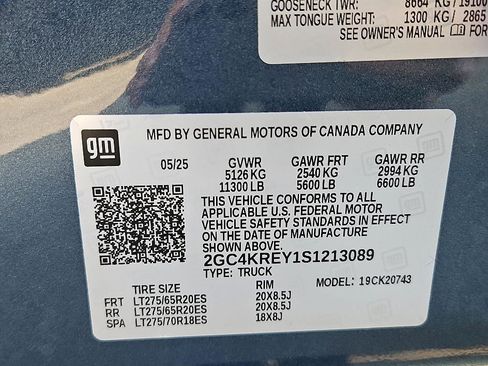 GOOSENECK TWR: 8664 KG/19100
MAX TONGUE WEIGHT: 1300 KG/ 2865
SEE OWNER'S MANUAL FOR
gm
MFD BY GENERAL MOTORS OF CANADA COMPANY
05/25 GVWR GAWR FRT GAWR RR
5126 KG 2540 KG 2994 KG
11300 LB 5600 LB 6600 LB
THIS VEHICLE CONFORMS TO ALL
APPLICABLE U.S. FEDERAL MOTOR
VEHICLE SAFETY STANDARDS IN EFFECT
ON THE DATE OF MANUFACTURE
SHOWN ABOVE.
2GC4KREY1S1213089
TYPE: TRUCK MODEL: 19CK20743
TIRE SIZE RIM
FRT LT275/65R20ES 20X8.5J
RR LT275/65R20ES 20X8.5J
SPA LT275/70R18ES 18X8J